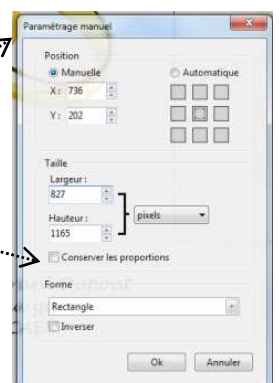 Paramétrage manuel
Position
Manuelle
Automatique
X: 736
Y: 202
Taille
Largeur :
827
Hauteur :
1165
pixels
Conserver les proportions
Forme
Rectangle
Inverser
Ok
Annuler